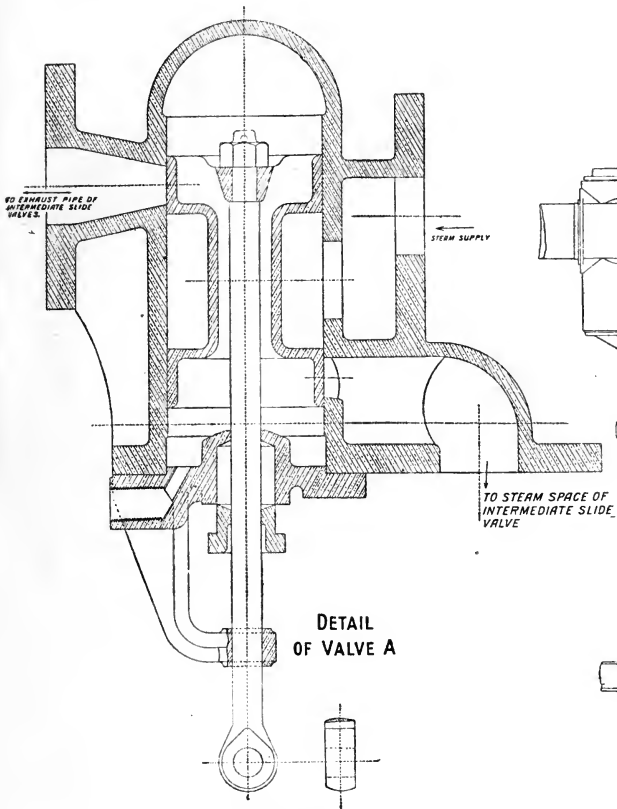 TO EXHAUST PIPE OF
INTERMEDIATE SLIDE
VALVES.
STEAM SUPPLY
TO STEAM SPACE OF
INTERMEDIATE SLIDE
VALVE
DETAIL
OF VALVE A